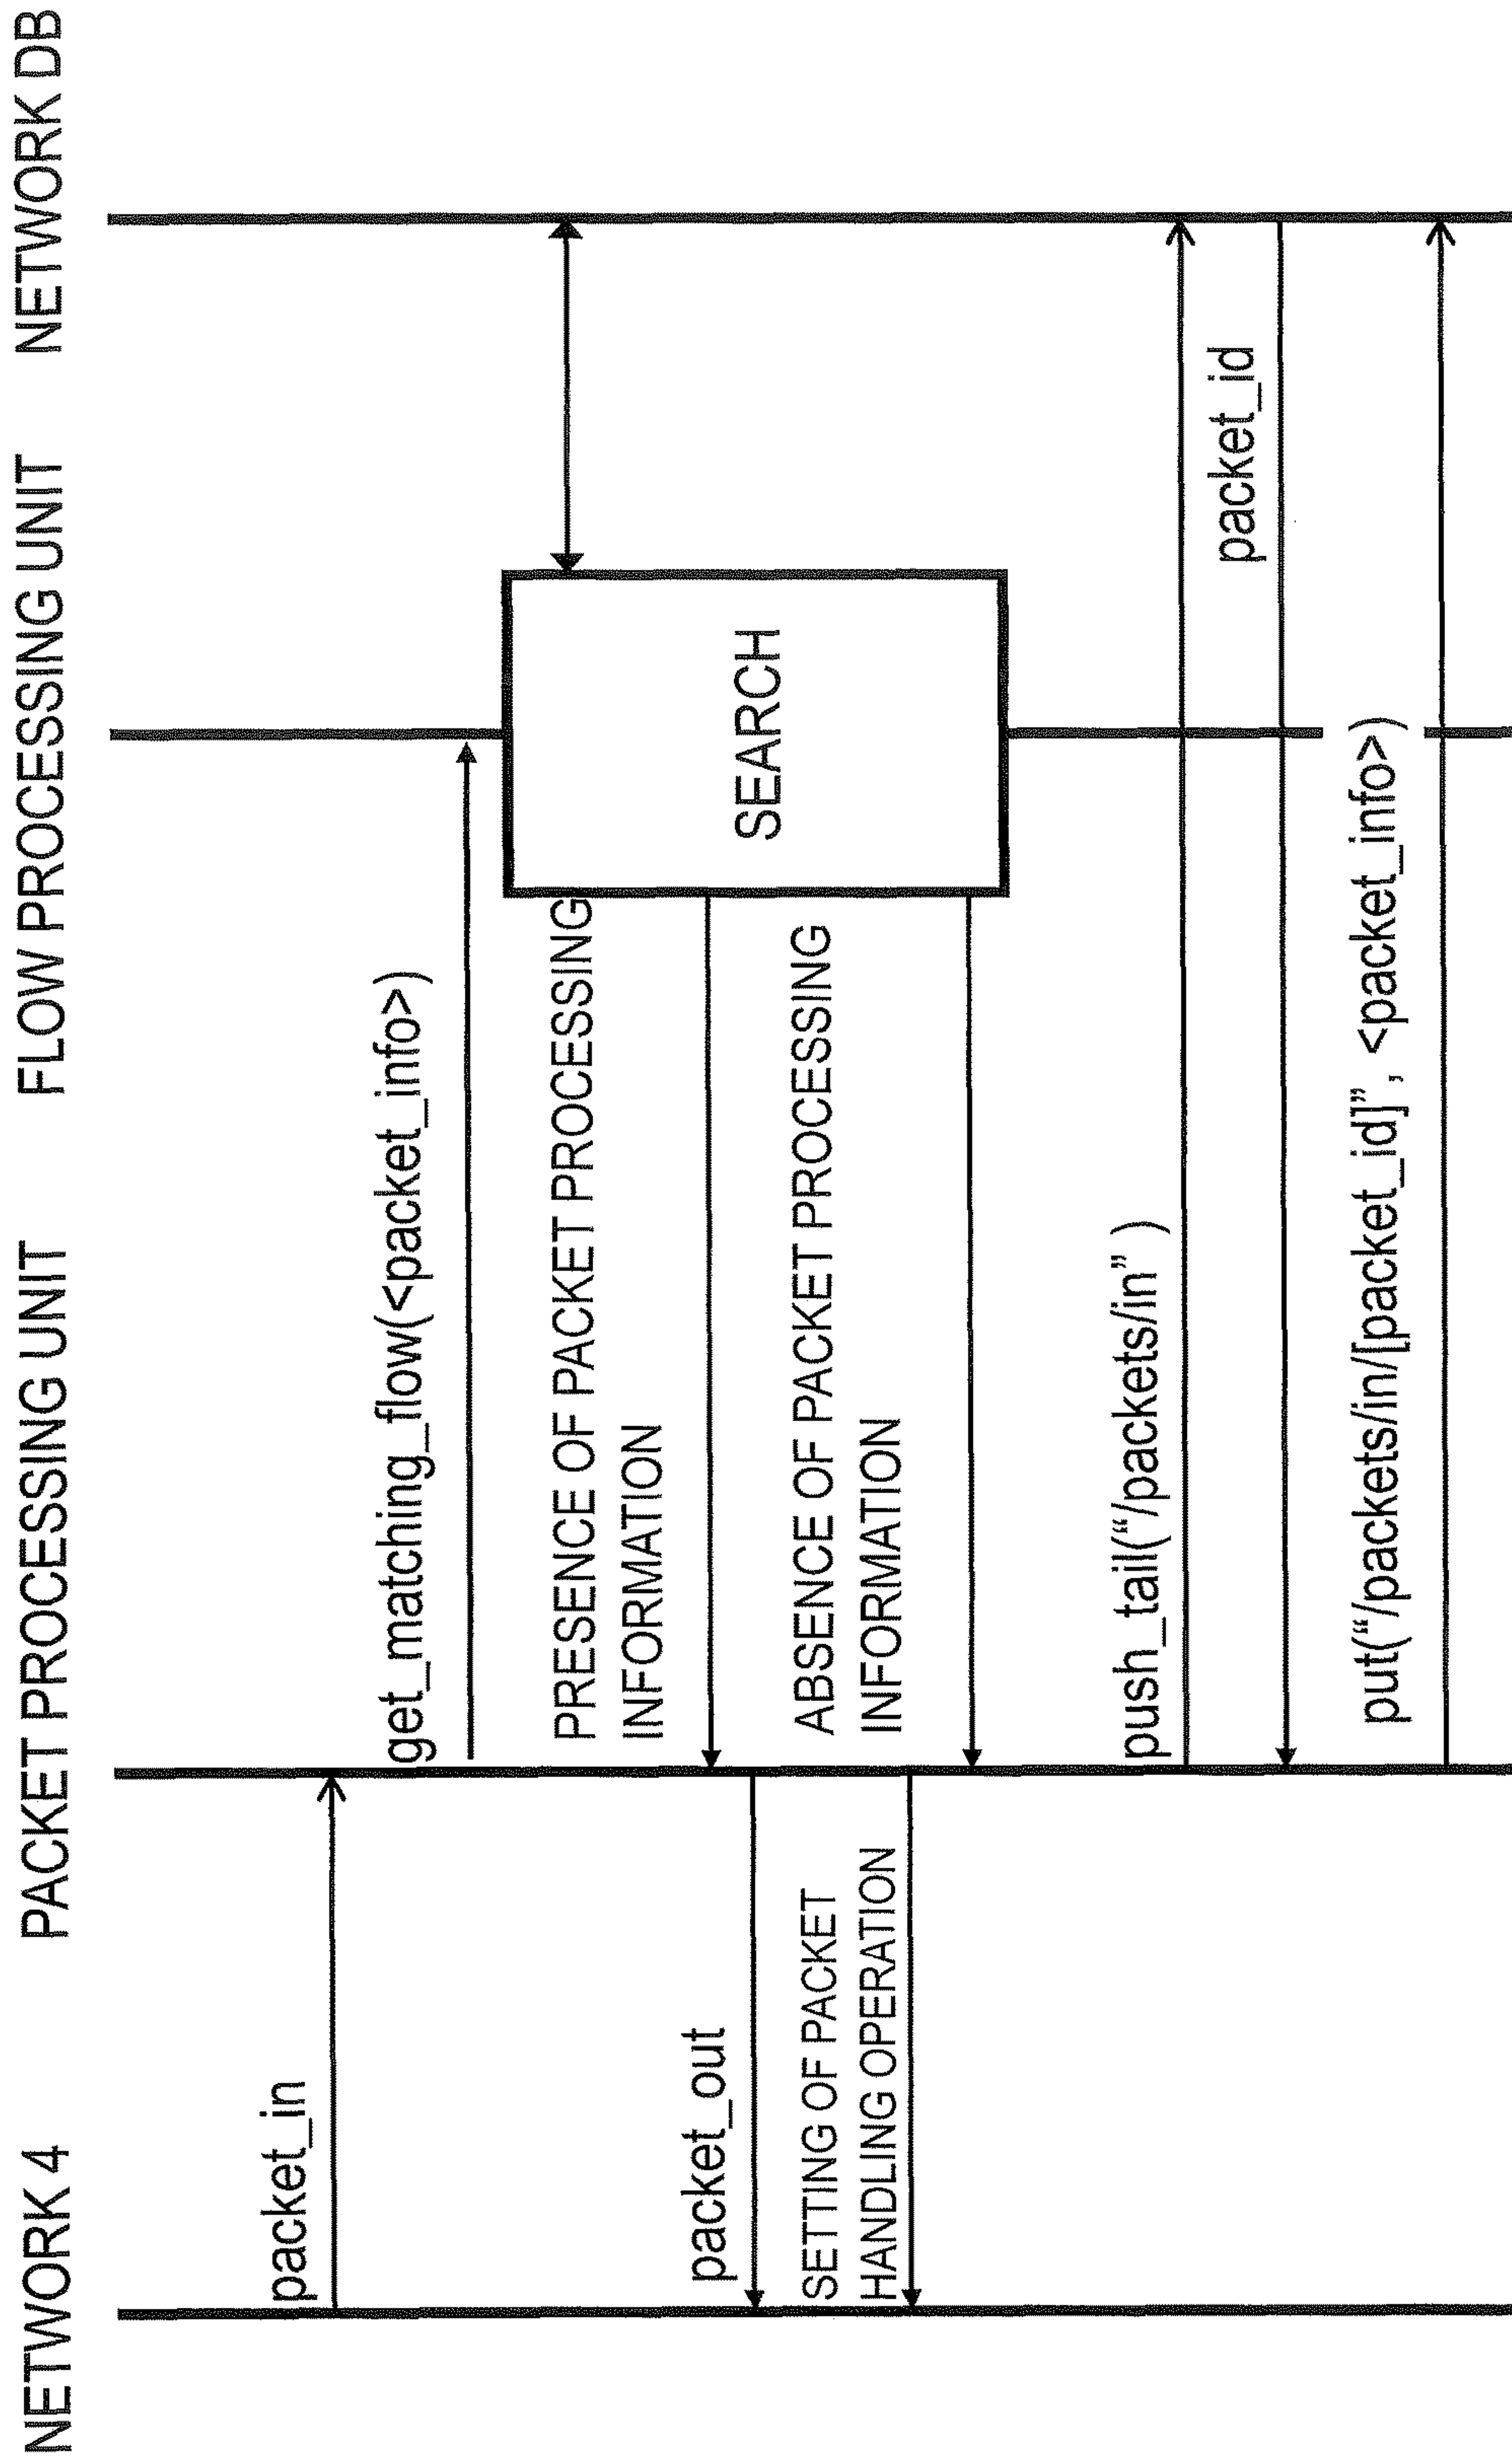 NETWORK 4
PACKET PROCESSING UNIT
FLOW PROCESSING UNIT
NETWORK DB
packet_in
get_matching_flow(<packet_info>)
PRESENCE OF PACKET PROCESSING
INFORMATION
packet_out
SEARCH
ABSENCE OF PACKET PROCESSING
INFORMATION
SETTING OF PACKET
HANDLING OPERATION
push_tail(“/packets/in” )
packet_id
put(“/packets/in/[packet_id]” , <packet_info>)